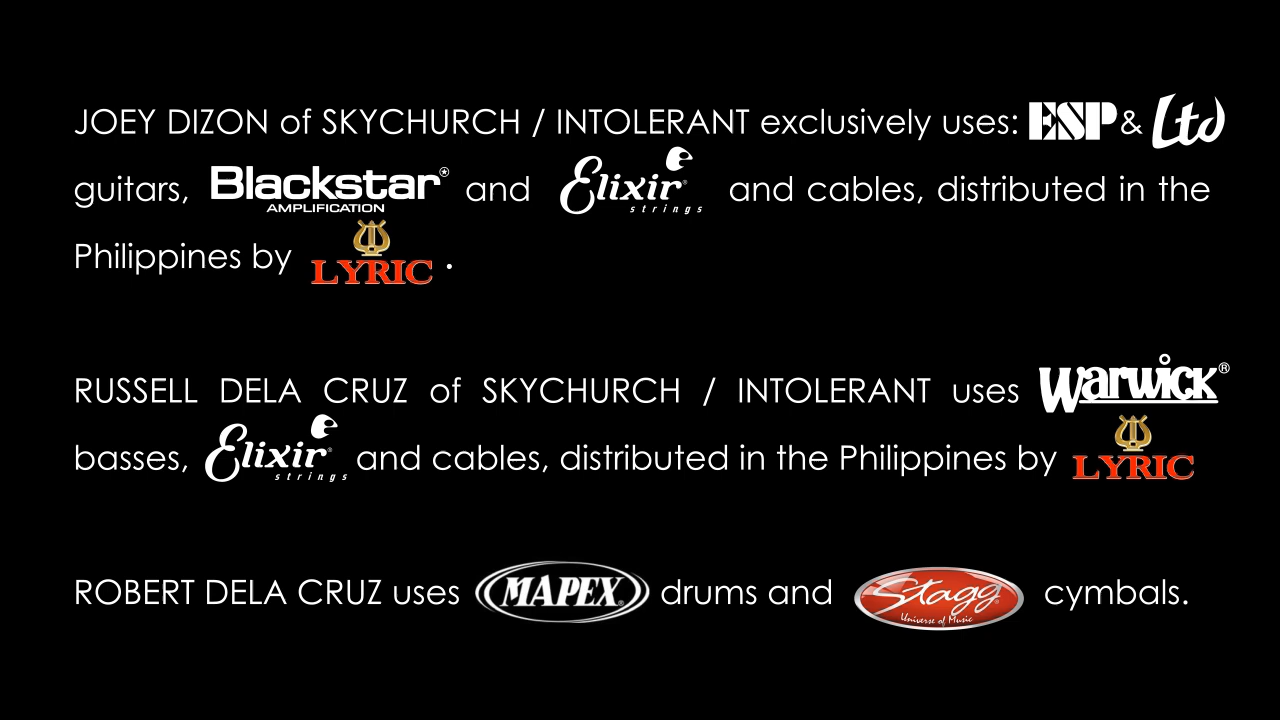 JOEY DIZON of SKYCHURCH / INTOLERANT exclusively uses: ESP & Ltd
guitars, Blackstar® AMPLIFICATION and Elixir® strings and cables, distributed in the
Philippines by LYRIC .
RUSSELL DELA CRUZ of SKYCHURCH / INTOLERANT uses Warwick®
basses, Elixir® strings and cables, distributed in the Philippines by LYRIC
ROBERT DELA CRUZ uses MAPEX® drums and Stagg® Universe of Music cymbals.